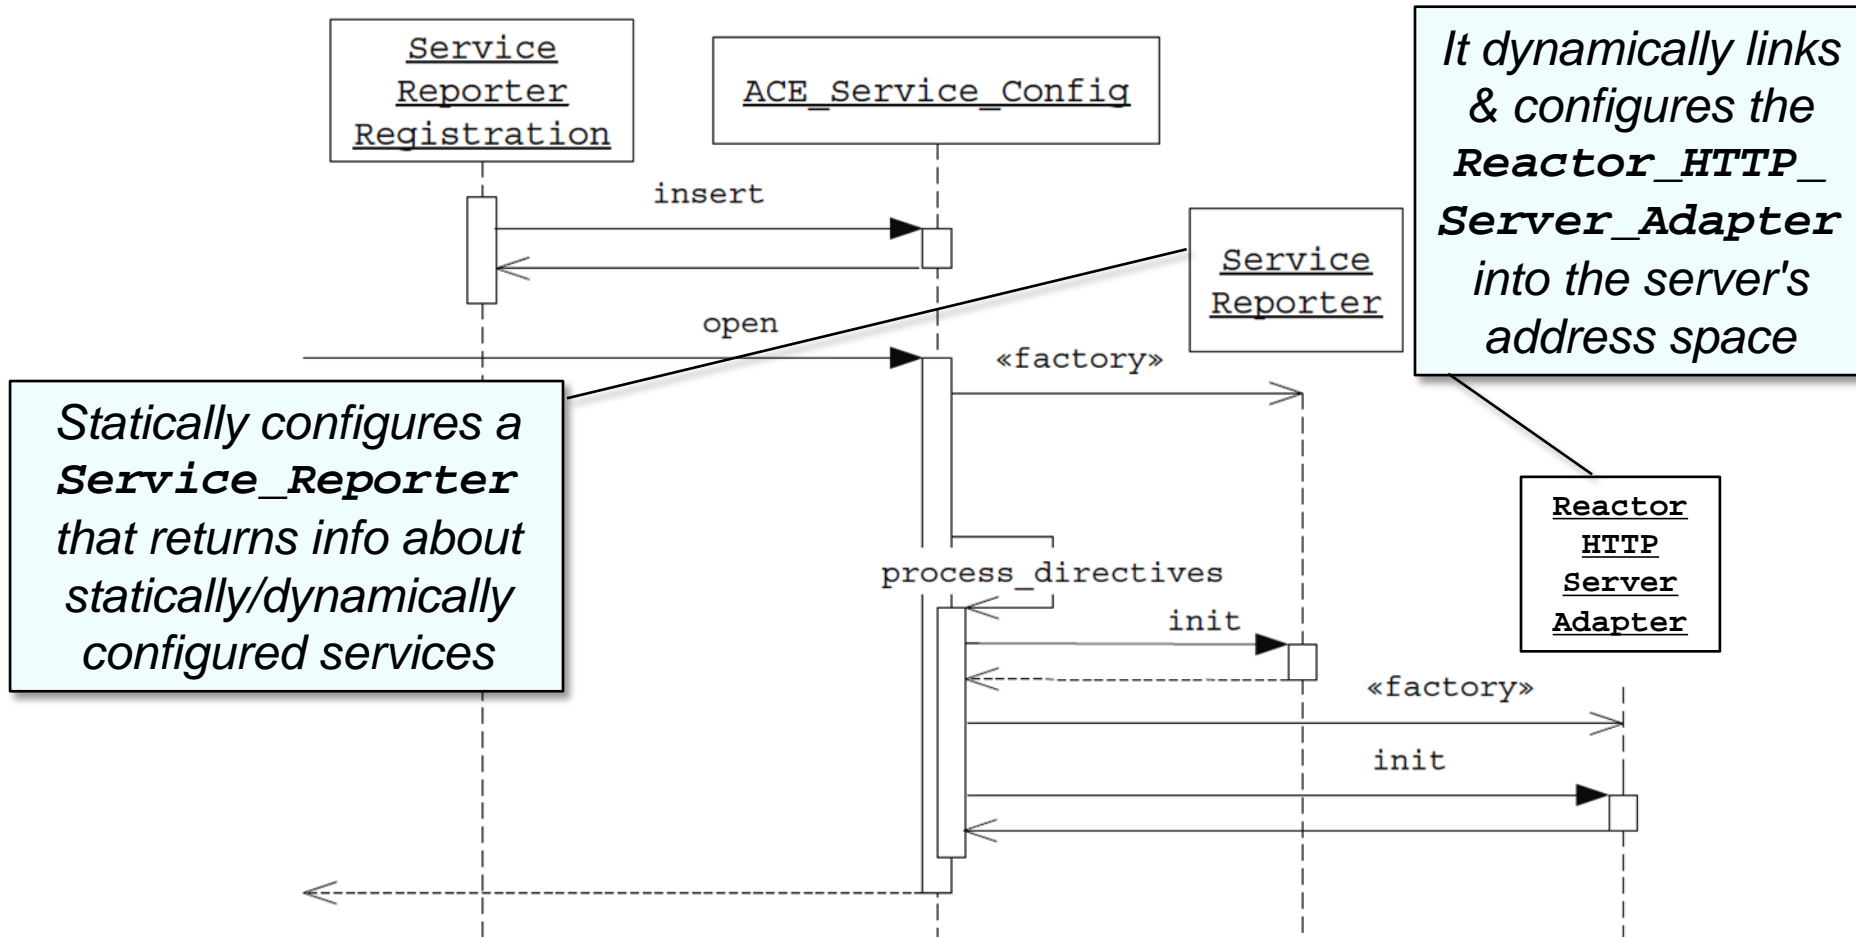 Service
Reporter
Registration
ACE_Service_Config
It dynamically links
& configures the
Reactor_HTTP_
Server_Adapter
into the server's
address space
insert
Service
Reporter
open
«factory»
Statically configures a
Service_Reporter
that returns info about
statically/dynamically
configured services
process_directives
init
Reactor
HTTP
Server
Adapter
«factory»
init